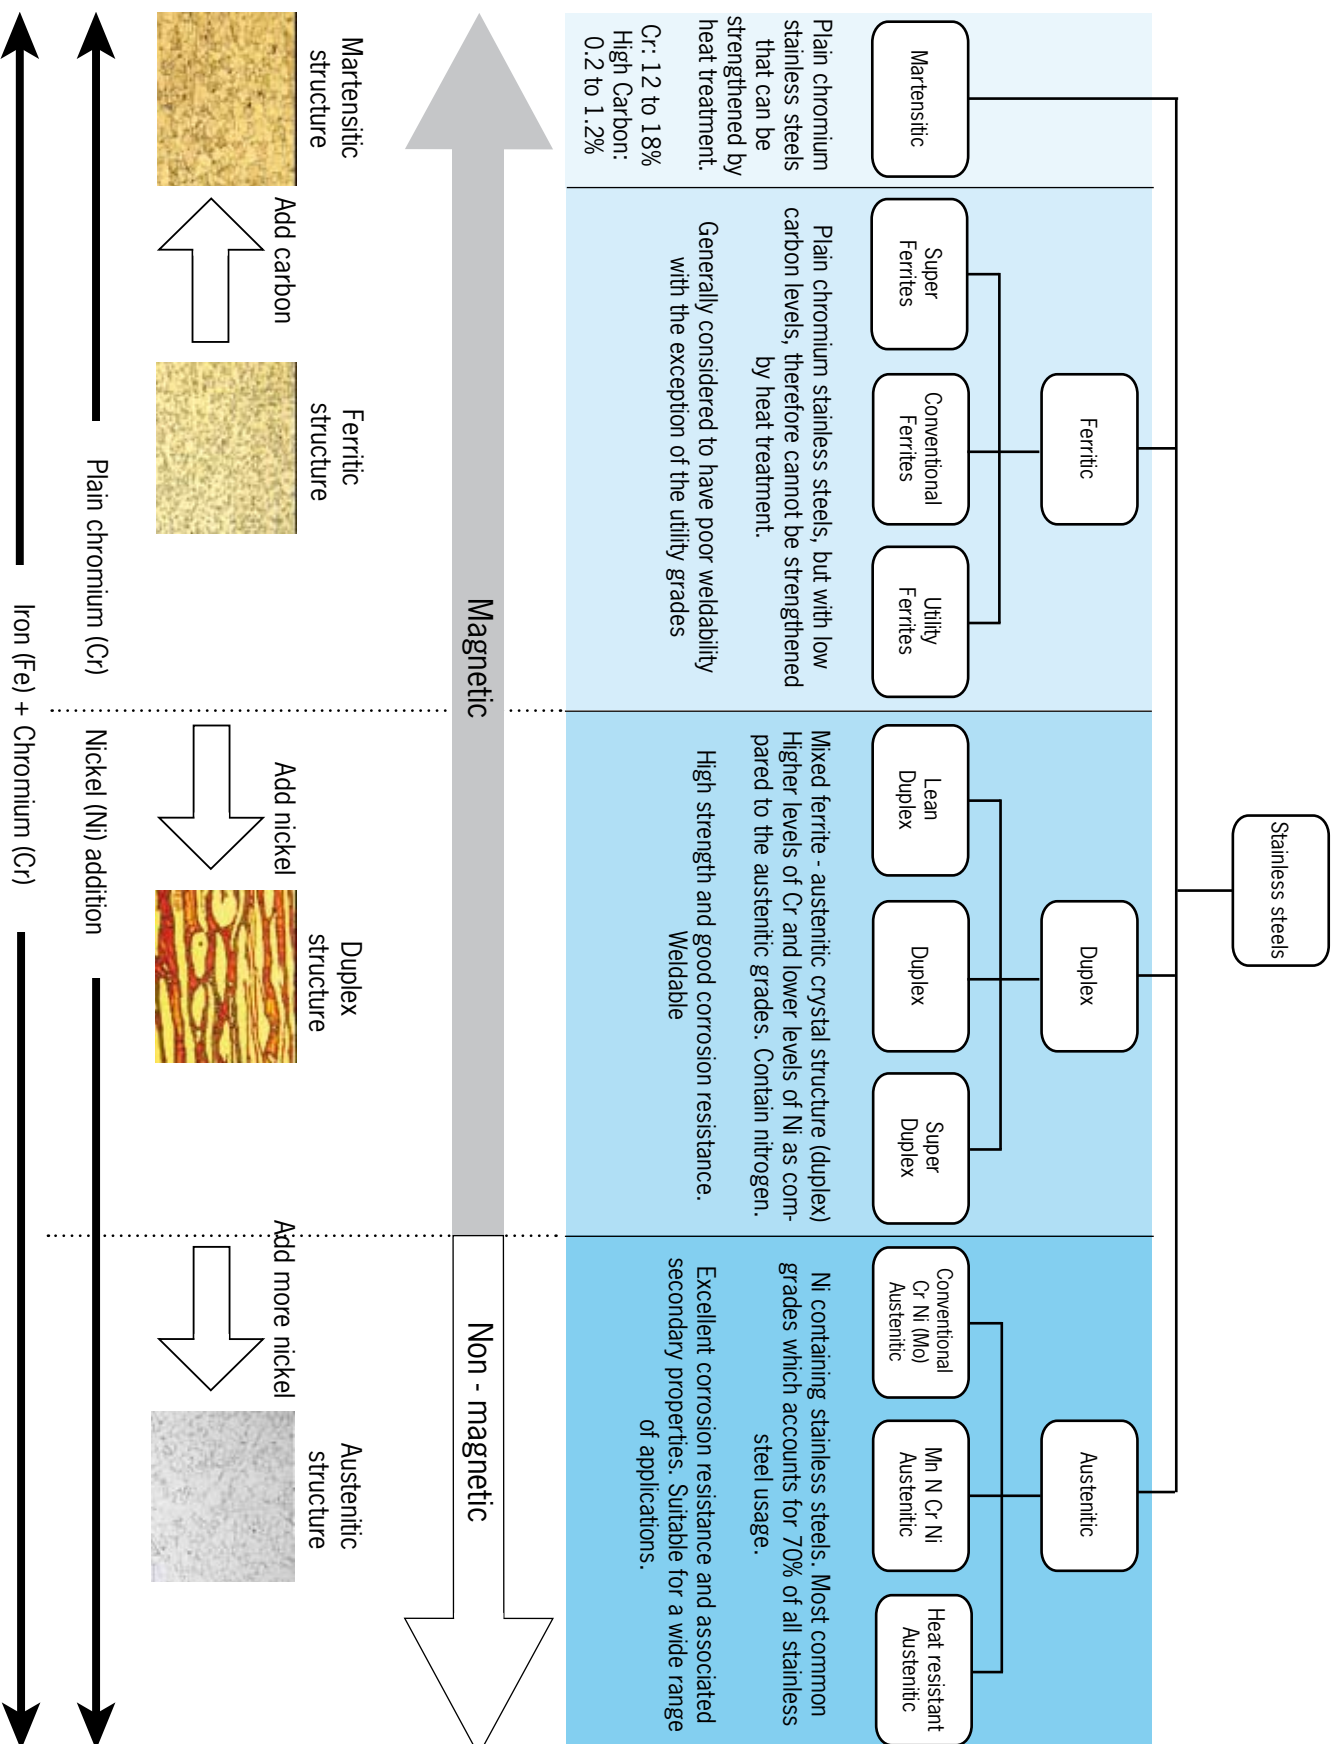 Stainless steels
Martensitic
Ferritic
Duplex
Austenitic
Super
Ferrites
Conventional
Ferrites
Utility
Ferrites
Lean
Duplex
Duplex
Super
Duplex
Conventional
Cr Ni (Mo)
Austenitic
Mn N Cr Ni
Austenitic
Heat resistant
Austenitic
Plain chromium
stainless steels
that can be
strengthened by
heat treatment.
Cr: 12 to 18%
High Carbon:
0.2 to 1.2%
Plain chromium stainless steels, but with low
carbon levels, therefore cannot be strengthened
by heat treatment.
Generally considered to have poor weldability
with the exception of the utility grades
Mixed ferrite - austenitic crystal structure (duplex)
Higher levels of Cr and lower levels of Ni as com-
pared to the austenitic grades. Contain nitrogen.
High strength and good corrosion resistance.
Weldable
Ni containing stainless steels. Most common
grades which accounts for 70% of all stainless
steel usage.
Excellent corrosion resistance and associated
secondary properties. Suitable for a wide range
of applications.
Magnetic
Non - magnetic
Martensitic
structure
Add carbon
Ferritic
structure
Add nickel
Duplex
structure
Add more nickel
Austenitic
structure
Plain chromium (Cr)
Nickel (Ni) addition
Iron (Fe) + Chromium (Cr)